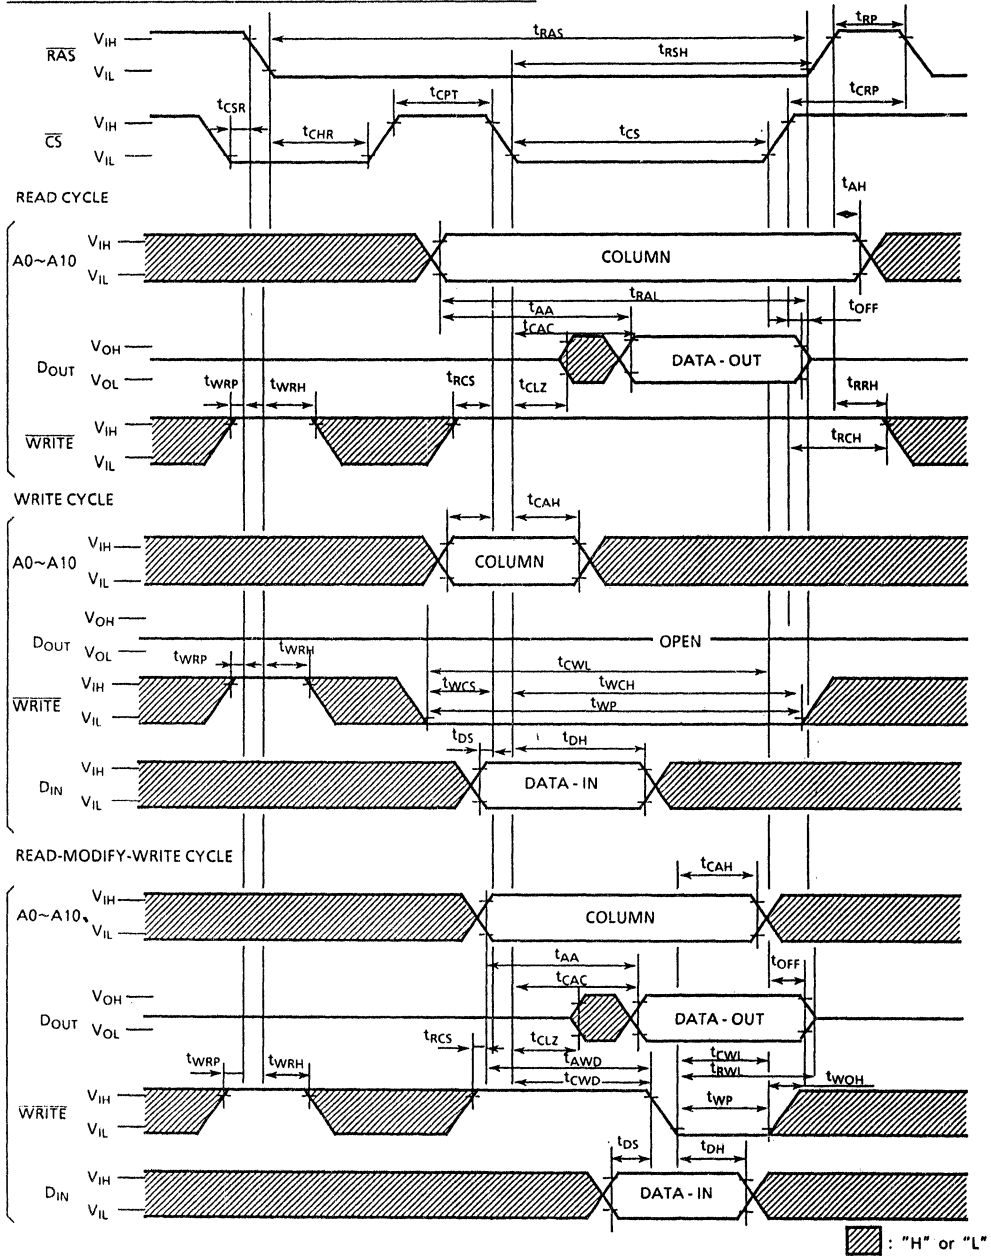 tRAS
tRP
RAS
VIH
VIL
tRSH
tCSR
tCPT
tCRP
CS
VIH
VIL
tCHR
tCS
READ CYCLE
tAH
A0~A10
VIH
VIL
COLUMN
tRAL
tAA
tCAC
tOFF
DOUT
VOH
VOL
DATA - OUT
tWRP
tWRH
tRCS
tCLZ
tRRH
WRITE
VIH
VIL
tRCH
WRITE CYCLE
tCAH
A0~A10
VIH
VIL
COLUMN
DOUT
VOH
VOL
OPEN
tWRP
tWRH
tCWL
WRITE
VIH
VIL
tWCS
tWCH
tWP
tDS
tDH
DIN
VIH
VIL
DATA - IN
READ-MODIFY-WRITE CYCLE
tCAH
A0~A10
VIH
VIL
COLUMN
tAA
tCAC
tOFF
DOUT
VOH
VOL
DATA - OUT
tRCS
tCLZ
tAWD
tCWD
tCWL
tRWL
tWRP
tWRH
tWOH
WRITE
VIH
VIL
tWP
tDS
tDH
DIN
VIH
VIL
DATA - IN
: "H" or "L"